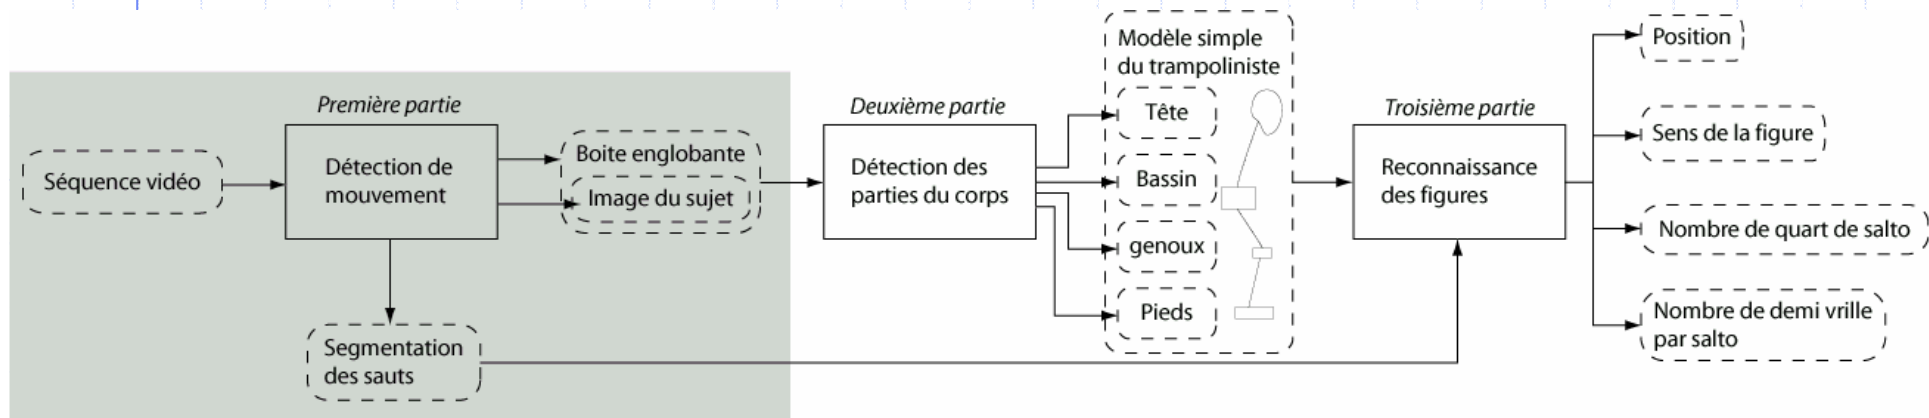 Première partie
Séquence vidéo
Détection de
mouvement
Boite englobante
Image du sujet
Segmentation
des sauts
Deuxième partie
Détection des
parties du corps
Modèle simple
du trampoliniste
Tête
Bassin
genoux
Pieds
Troisième partie
Reconnaissance
des figures
Position
Sens de la figure
Nombre de quart de salto
Nombre de demi vrille
par salto